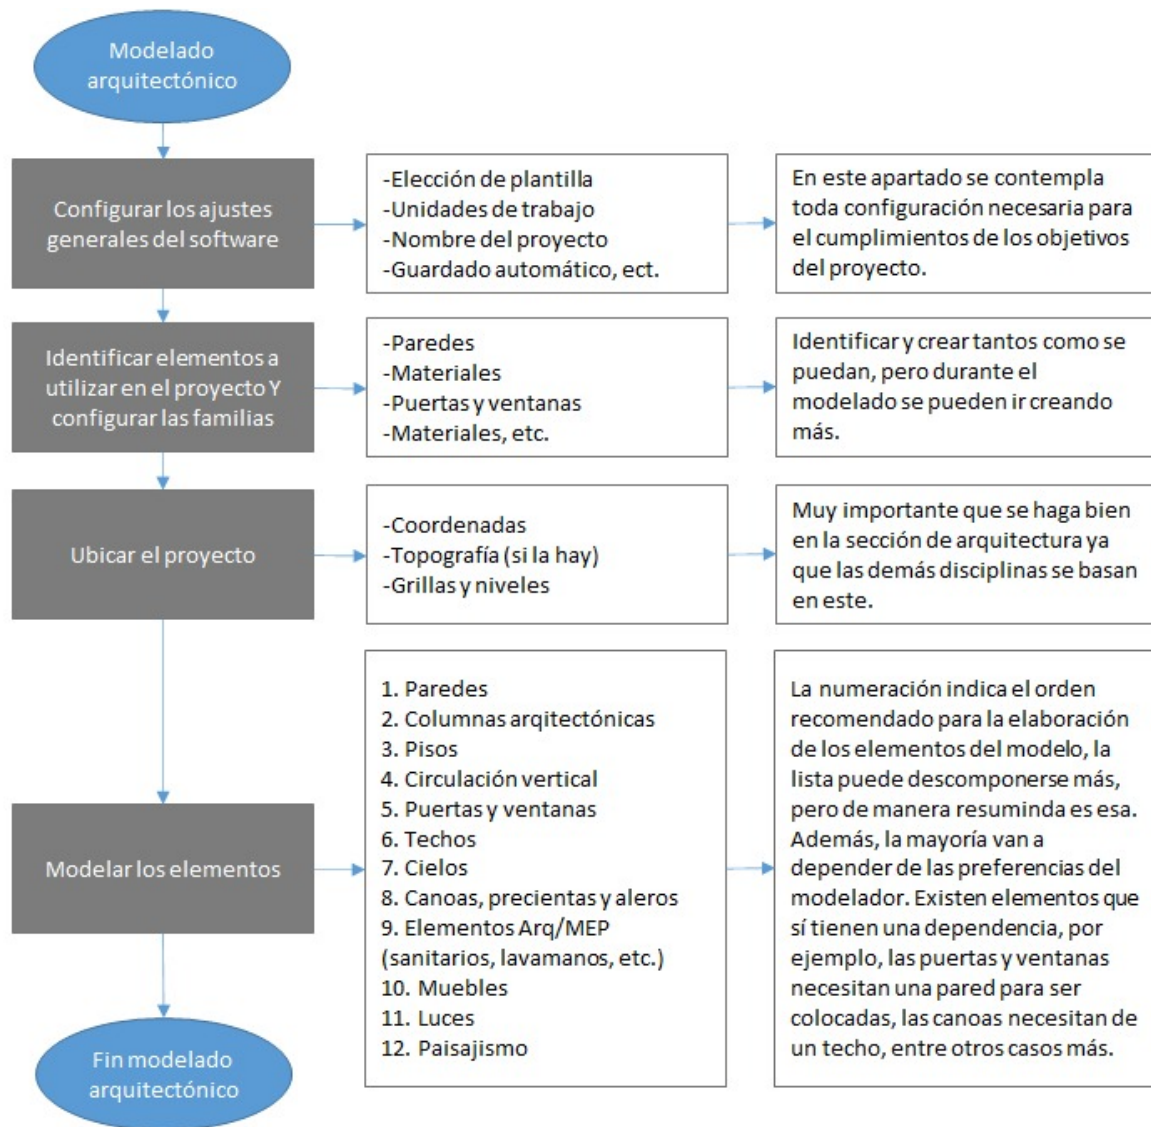 Modelado
arquitectónico
Configurar los ajustes
generales del software
-Elección de plantilla
-Unidades de trabajo
-Nombre del proyecto
-Guardado automático, ect.
En este apartado se contempla
toda configuración necesaria para
el cumplimientos de los objetivos
del proyecto.
Identificar elementos a
utilizar en el proyecto Y
configurar las familias
-Paredes
-Materiales
-Puertas y ventanas
-Materiales, etc.
Identificar y crear tantos como se
puedan, pero durante el
modelado se pueden ir creando
más.
Ubicar el proyecto
-Coordenadas
-Topografía (si la hay)
-Grillas y niveles
Muy importante que se haga bien
en la sección de arquitectura ya
que las demás disciplinas se basan
en este.
Modelar los elementos
1. Paredes
2. Columnas arqitectónicas
3. Pisos
4. Circulación vertical
5. Puertas y ventanas
6. Techos
7. Cielos
8. Canoas, precientas y aleros
9. Elementos Arq/MEP
(sanitarios, lavamanos, etc.)
10. Muebles
11. Luces
12. Paisajismo
La numeración indica el orden
recomendado para la elaboración
de los elementos del modelo, la
lista puede descomponerse más,
pero de manera resuminda es esa.
Además, la mayoría van a
depender de las preferencias del
modelador. Existen elementos que
sí tienen una dependencia, por
ejemplo, las puertas y ventanas
necesitan una pared para ser
colocadas, las canoas necesitan de
un techo, entre otros casos más.
Fin modelado
arquitectónico